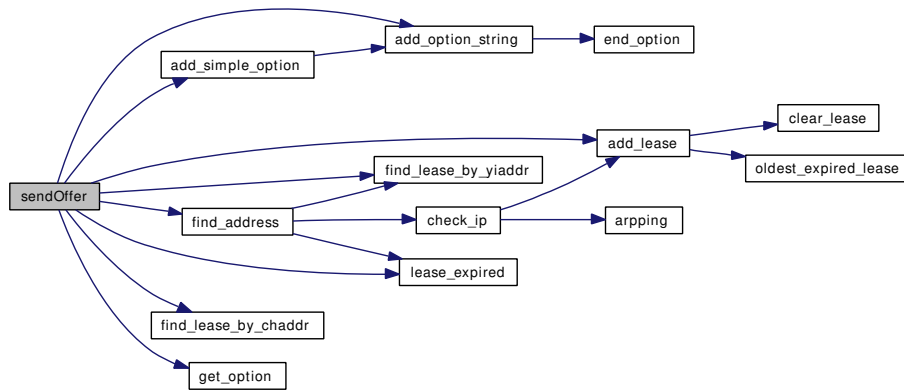 add_option_string
end_option
add_simple_option
clear_lease
add_lease
oldest_expired_lease
find_lease_by_yiaddr
sendOffer
find_address
check_ip
arpping
lease_expired
find_lease_by_chaddr
get_option